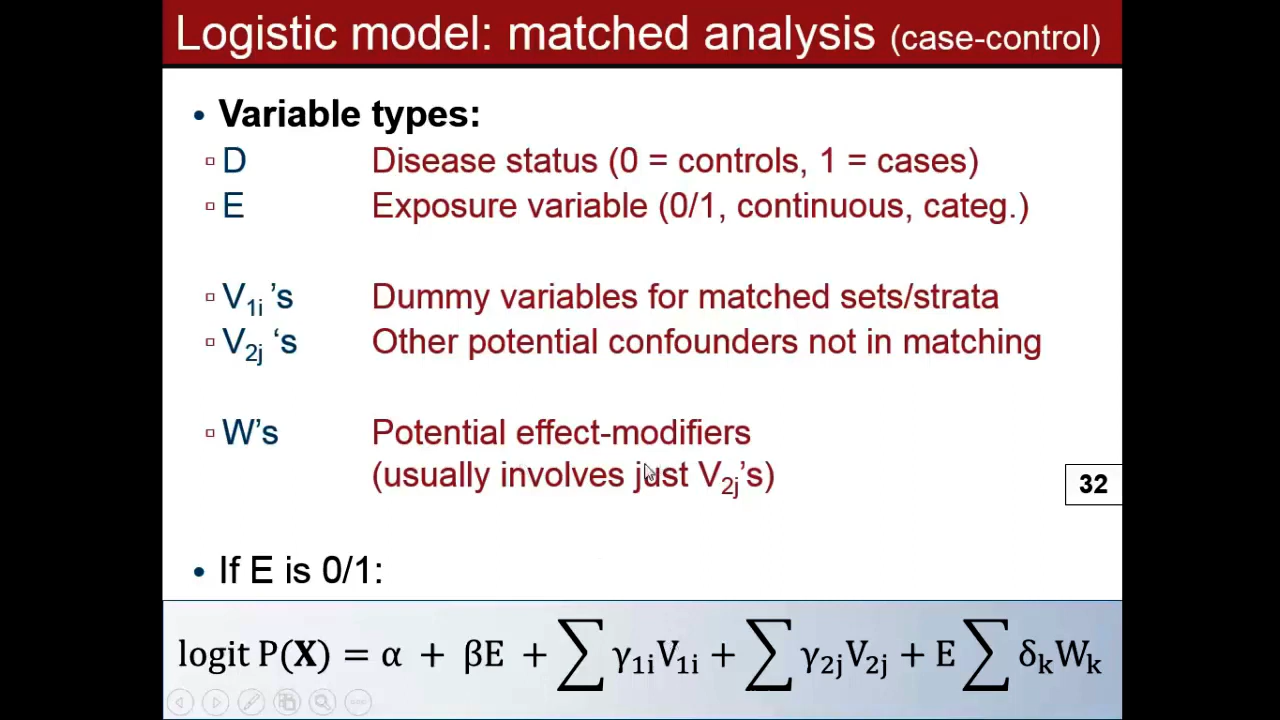 Logistic model: matched analysis (case-control)
• Variable types:
▫ D Disease status (0 = controls, 1 = cases)
▫ E Exposure variable (0/1, continuous, categ.)
▫ V₁ᵢ ’s Dummy variables for matched sets/strata
▫ V₂ⱼ ‘s Other potential confounders not in matching
▫ W’s Potential effect-modifiers
(usually involves just V₂ⱼ’s)
32
• If E is 0/1:
logit P(X) = α + βE + ∑ γ₁ᵢV₁ᵢ + ∑ γ₂ⱼV₂ⱼ + E ∑ δₖWₖ